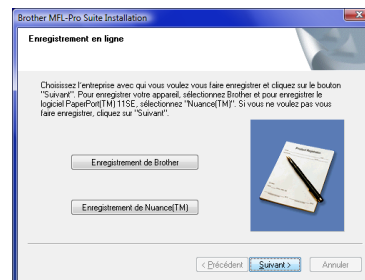 Brother MFL-Pro Suite Installation
Enregistrement en ligne
Choisissez l'entreprise avec qui vous voulez vous faire enregistrer et cliquez sur le bouton
"Suivant". Pour enregistrer votre appareil, sélectionnez Brother et pour enregistrer le
logiciel PaperPort(TM) 11SE, sélectionnez "Nuance(TM)". Si vous ne voulez pas vous
faire enregistrer, cliquez sur "Suivant".
Product Registration
Enregistrement de Brother
Enregistrement de Nuance(TM)
< Précédent Suivant > Annuler